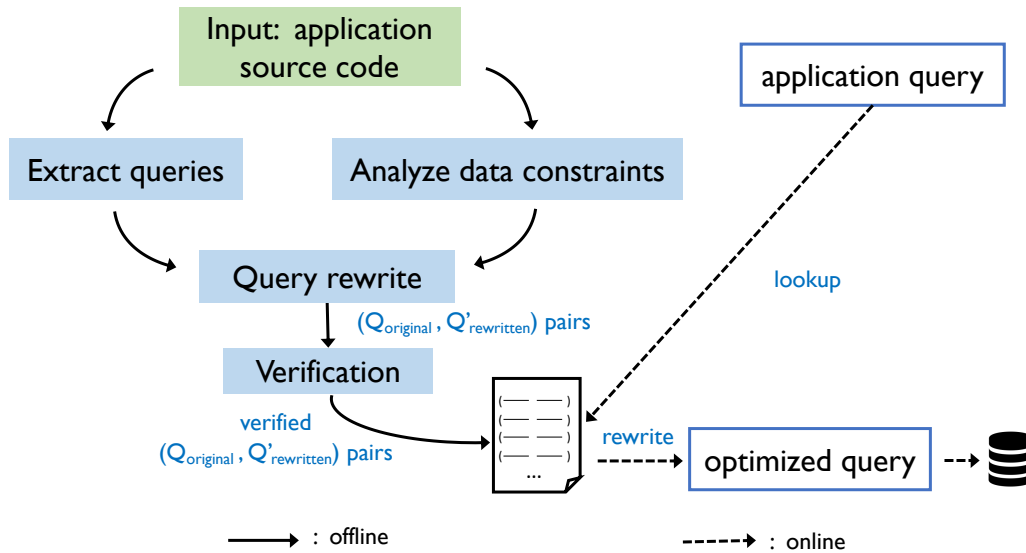 Input: application
source code
application query
Extract queries
Analyze data constraints
Query rewrite
lookup
(Qoriginal , Q’rewritten) pairs
Verification
verified
(Qoriginal , Q’rewritten) pairs
(—— ——)
(—— ——)
(—— ——)
(—— ——)
...
rewrite
optimized query
: offline
: online